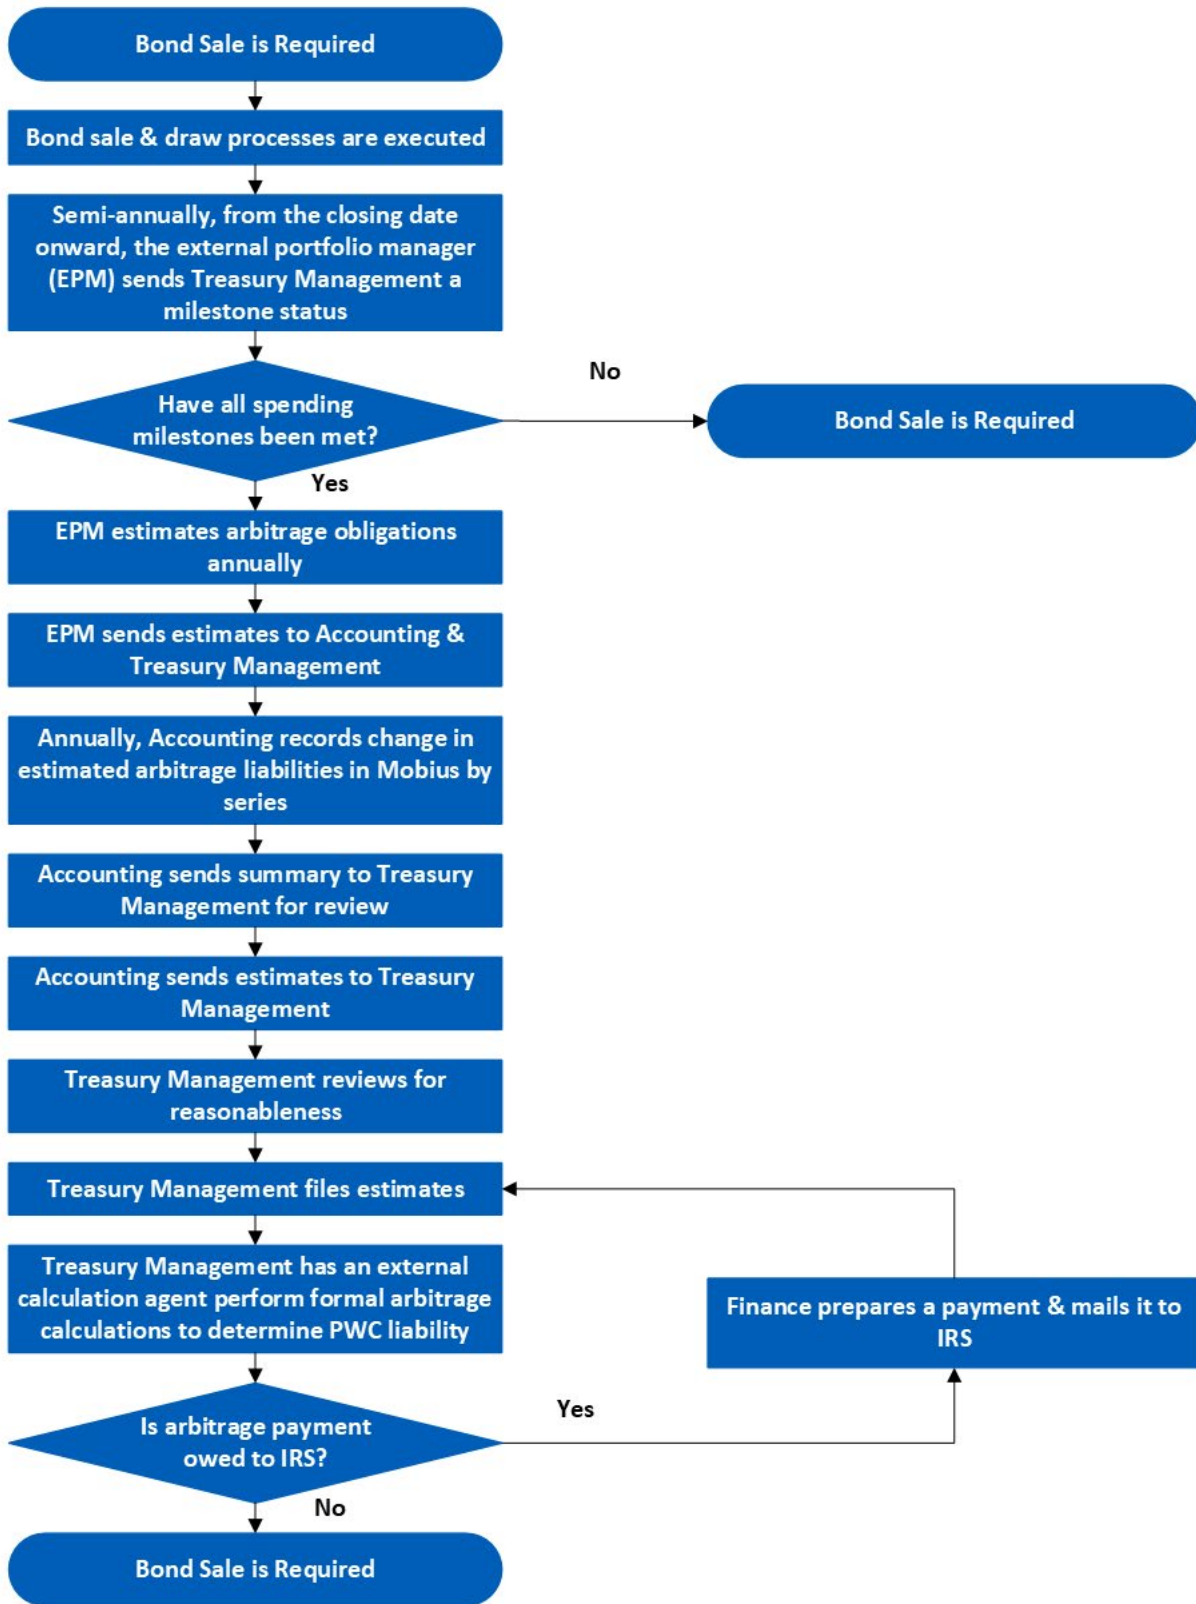 Bond Sale is Required
Bond sale & draw processes are executed
Semi-annually, from the closing date
onward, the external portfolio manager
(EPM) sends Treasury Management a
milestone status
Have all spending
milestones been met?
No
Bond Sale is Required
Yes
EPM estimates arbitrage obligations
annually
EPM sends estimates to Accounting &
Treasury Management
Annually, Accounting records change in
estimated arbitrage liabilities in Mobius by
series
Accounting sends summary to Treasury
Management for review
Accounting sends estimates to Treasury
Management
Treasury Management reviews for
reasonableness
Treasury Management files estimates
Treasury Management has an external
calculation agent perform formal arbitrage
calculations to determine PWC liability
Finance prepares a payment & mails it to
IRS
Is arbitrage payment
owed to IRS?
Yes
No
Bond Sale is Required